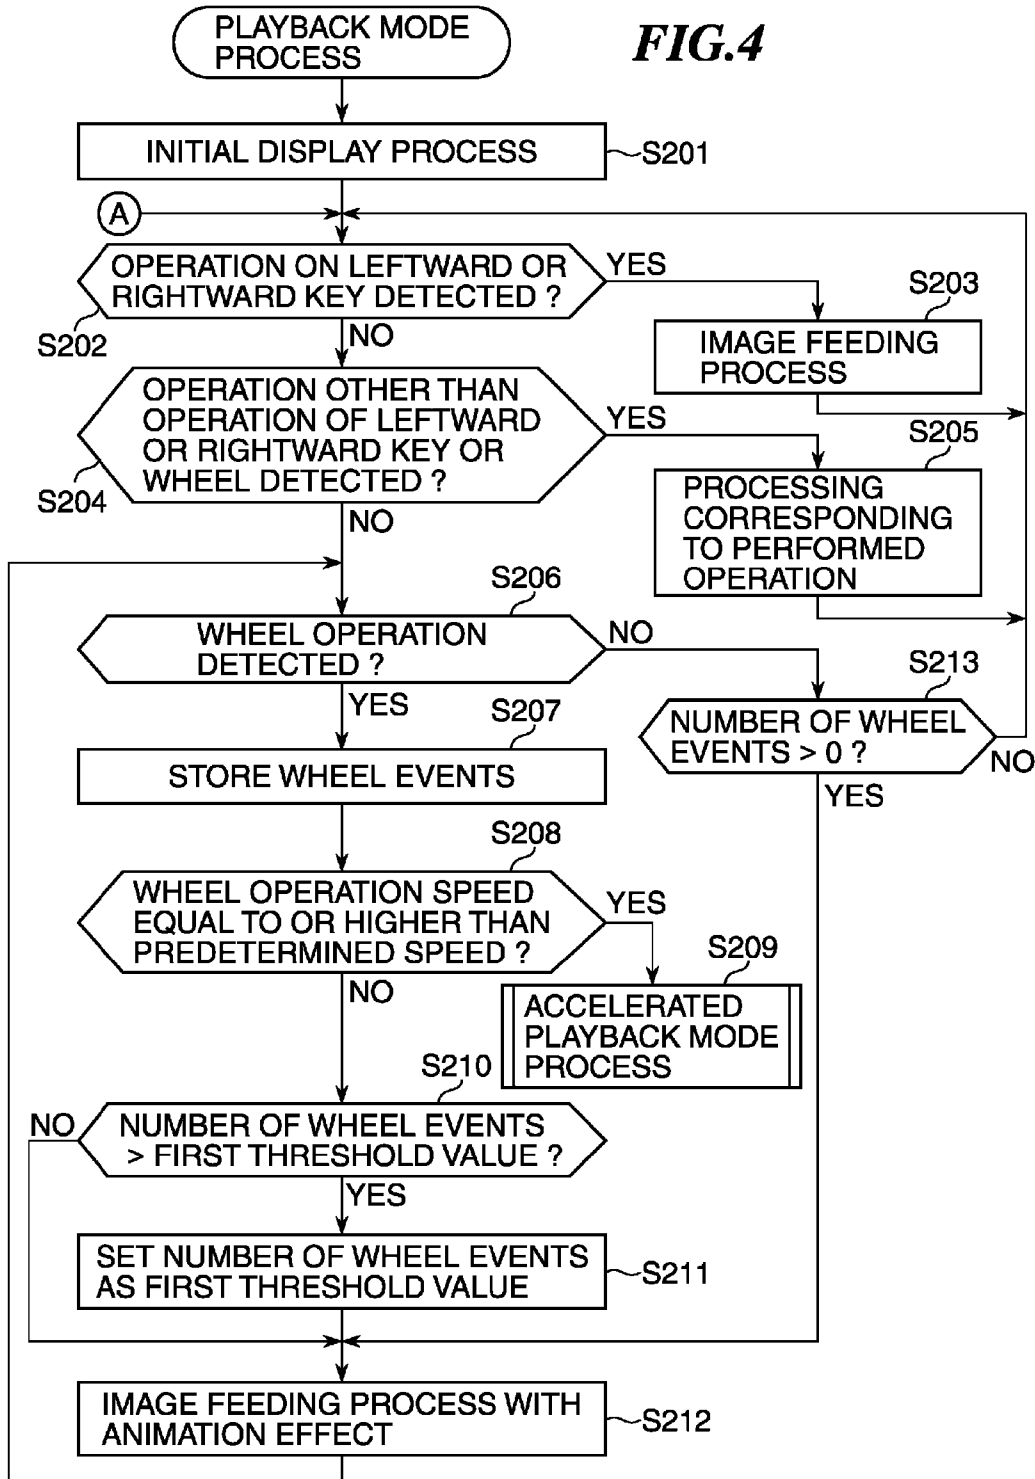 PLAYBACK MODE
PROCESS
FIG.4
INITIAL DISPLAY PROCESS
S201
A
OPERATION ON LEFTWARD OR
RIGHTWARD KEY DETECTED ?
YES
S202
NO
S203
IMAGE FEEDING
PROCESS
OPERATION OTHER THAN
OPERATION OF LEFTWARD
OR RIGHTWARD KEY OR
WHEEL DETECTED ?
YES
S204
NO
S205
PROCESSING
CORRESPONDING
TO PERFORMED
OPERATION
S206
WHEEL OPERATION
DETECTED ?
NO
YES
S213
NUMBER OF WHEEL
EVENTS > 0 ?
NO
YES
S207
STORE WHEEL EVENTS
S208
WHEEL OPERATION SPEED
EQUAL TO OR HIGHER THAN
PREDETERMINED SPEED ?
YES
NO
S209
ACCELERATED
PLAYBACK MODE
PROCESS
S210
NO
NUMBER OF WHEEL EVENTS
> FIRST THRESHOLD VALUE ?
YES
SET NUMBER OF WHEEL EVENTS
AS FIRST THRESHOLD VALUE
S211
IMAGE FEEDING PROCESS WITH
ANIMATION EFFECT
S212